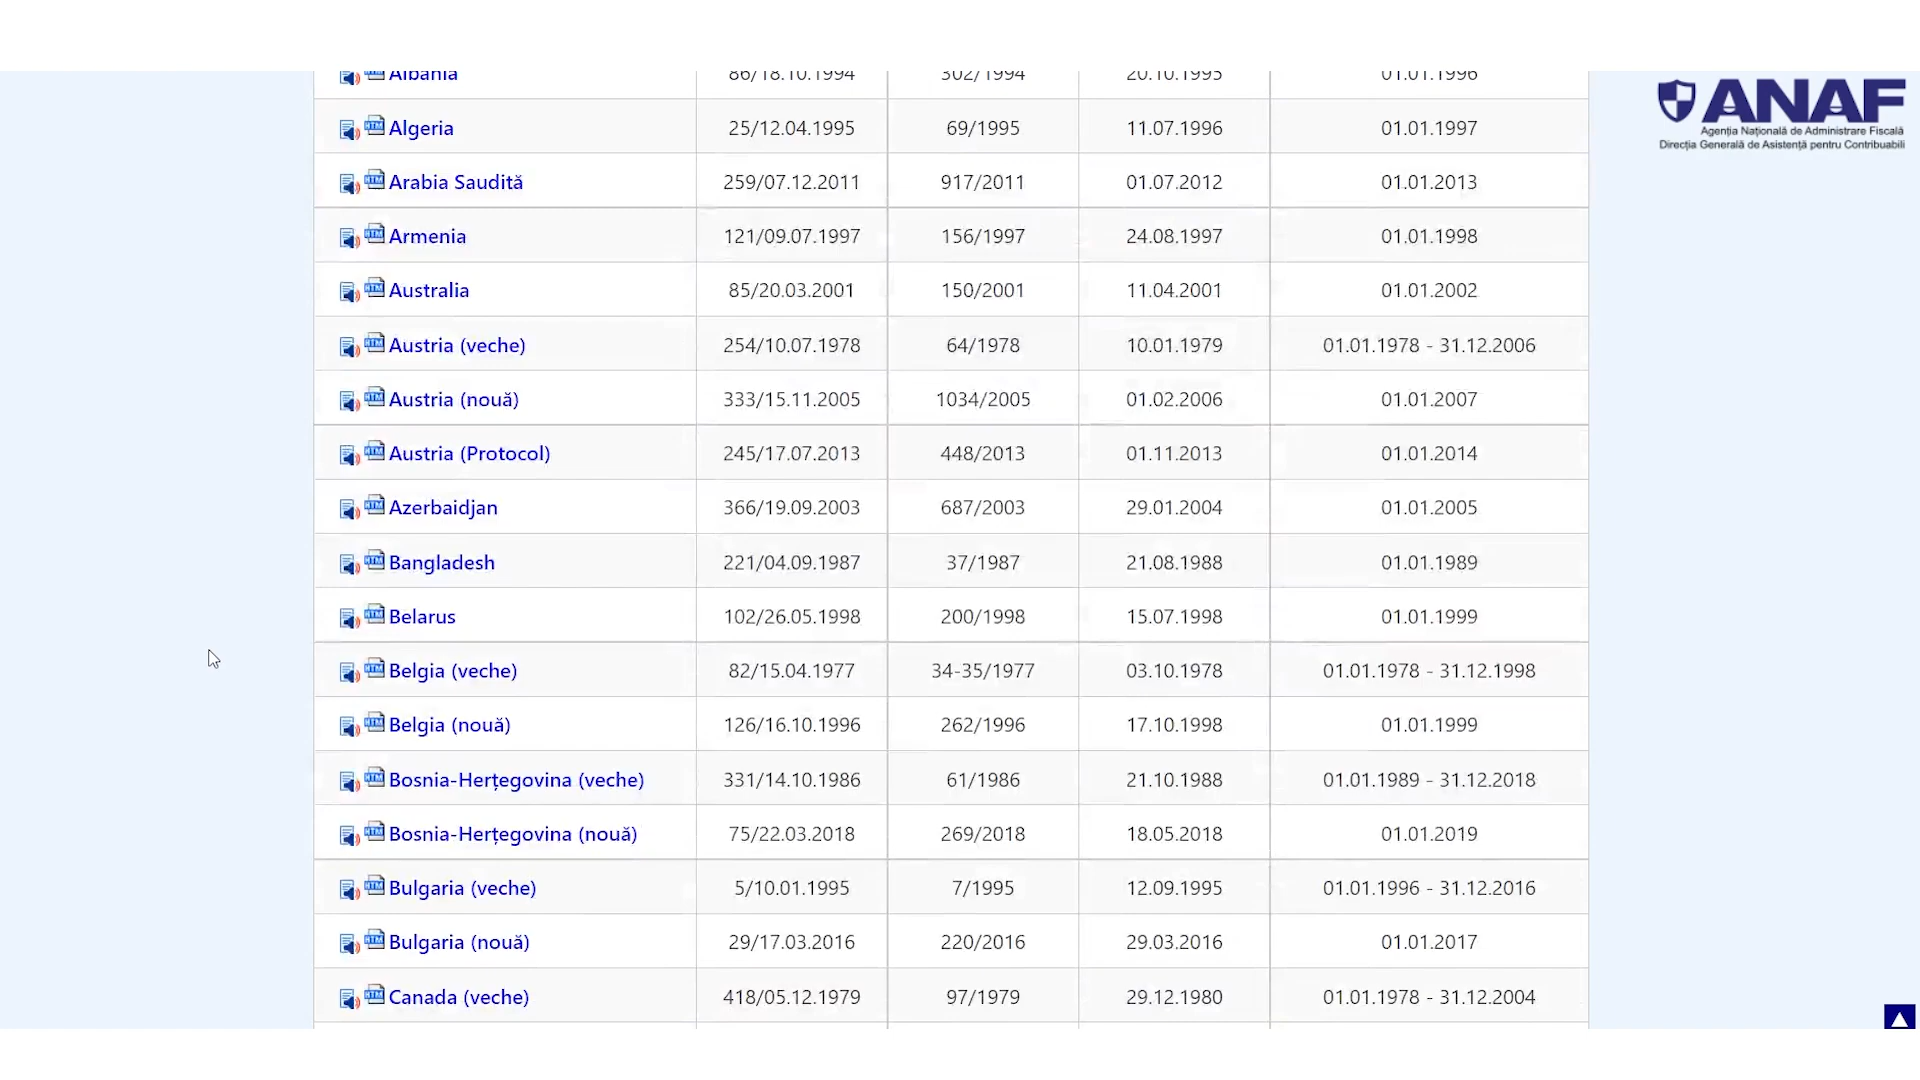 Albania 86/18.10.1994 302/1994 20.10.1995 01.01.1996
ANAF
Agenția Națională de Administrare Fiscală
Direcția Generală de Asistență pentru Contribuabili
Algeria 25/12.04.1995 69/1995 11.07.1996 01.01.1997
Arabia Saudită 259/07.12.2011 917/2011 01.07.2012 01.01.2013
Armenia 121/09.07.1997 156/1997 24.08.1997 01.01.1998
Australia 85/20.03.2001 150/2001 11.04.2001 01.01.2002
Austria (veche) 254/10.07.1978 64/1978 10.01.1979 01.01.1978 - 31.12.2006
Austria (nouă) 333/15.11.2005 1034/2005 01.02.2006 01.01.2007
Austria (Protocol) 245/17.07.2013 448/2013 01.11.2013 01.01.2014
Azerbaidjan 366/19.09.2003 687/2003 29.01.2004 01.01.2005
Bangladesh 221/04.09.1987 37/1987 21.08.1988 01.01.1989
Belarus 102/26.05.1998 200/1998 15.07.1998 01.01.1999
Belgia (veche) 82/15.04.1977 34-35/1977 03.10.1978 01.01.1978 - 31.12.1998
Belgia (nouă) 126/16.10.1996 262/1996 17.10.1998 01.01.1999
Bosnia-Herțegovina (veche) 331/14.10.1986 61/1986 21.10.1988 01.01.1989 - 31.12.2018
Bosnia-Herțegovina (nouă) 75/22.03.2018 269/2018 18.05.2018 01.01.2019
Bulgaria (veche) 5/10.01.1995 7/1995 12.09.1995 01.01.1996 - 31.12.2016
Bulgaria (nouă) 29/17.03.2016 220/2016 29.03.2016 01.01.2017
Canada (veche) 418/05.12.1979 97/1979 29.12.1980 01.01.1978 - 31.12.2004